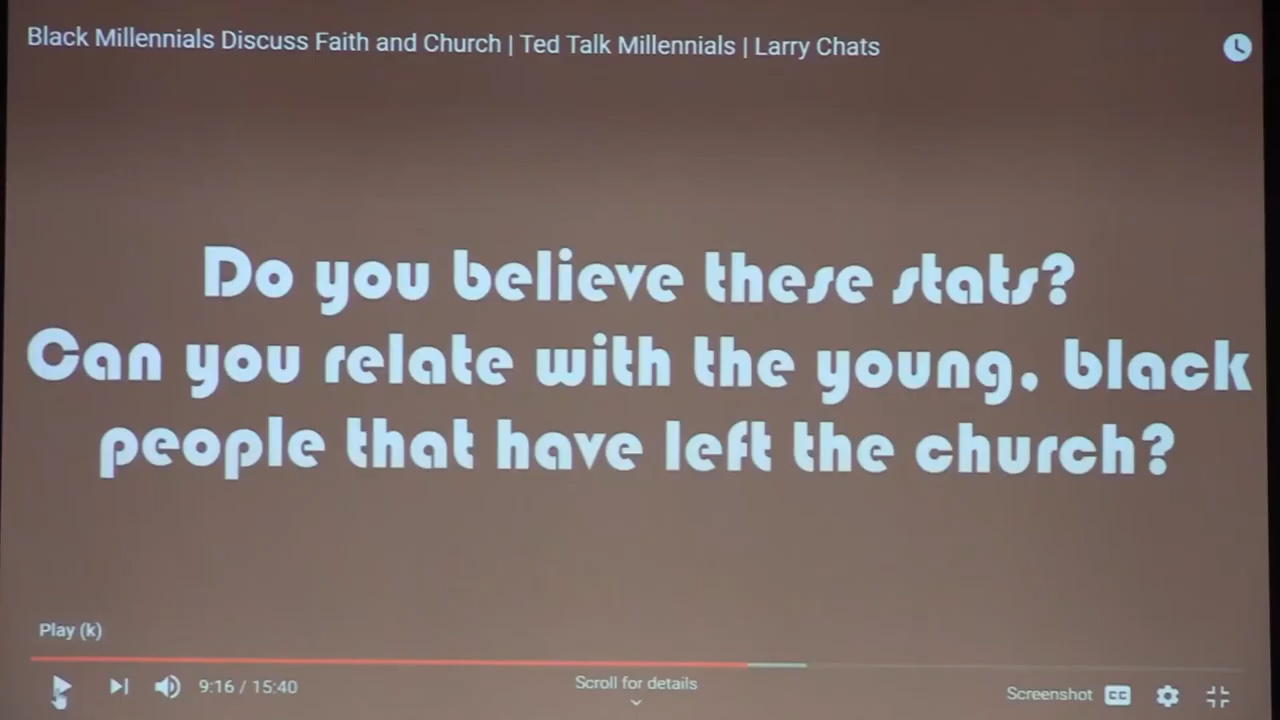 Black Millennials Discuss Faith and Church | Ted Talk Millennials | Larry Chats
Do you believe these stats?
Can you relate with the young, black
people that have left the church?
Play (k)
9:16 / 15:40
Scroll for details
Screenshot
CC